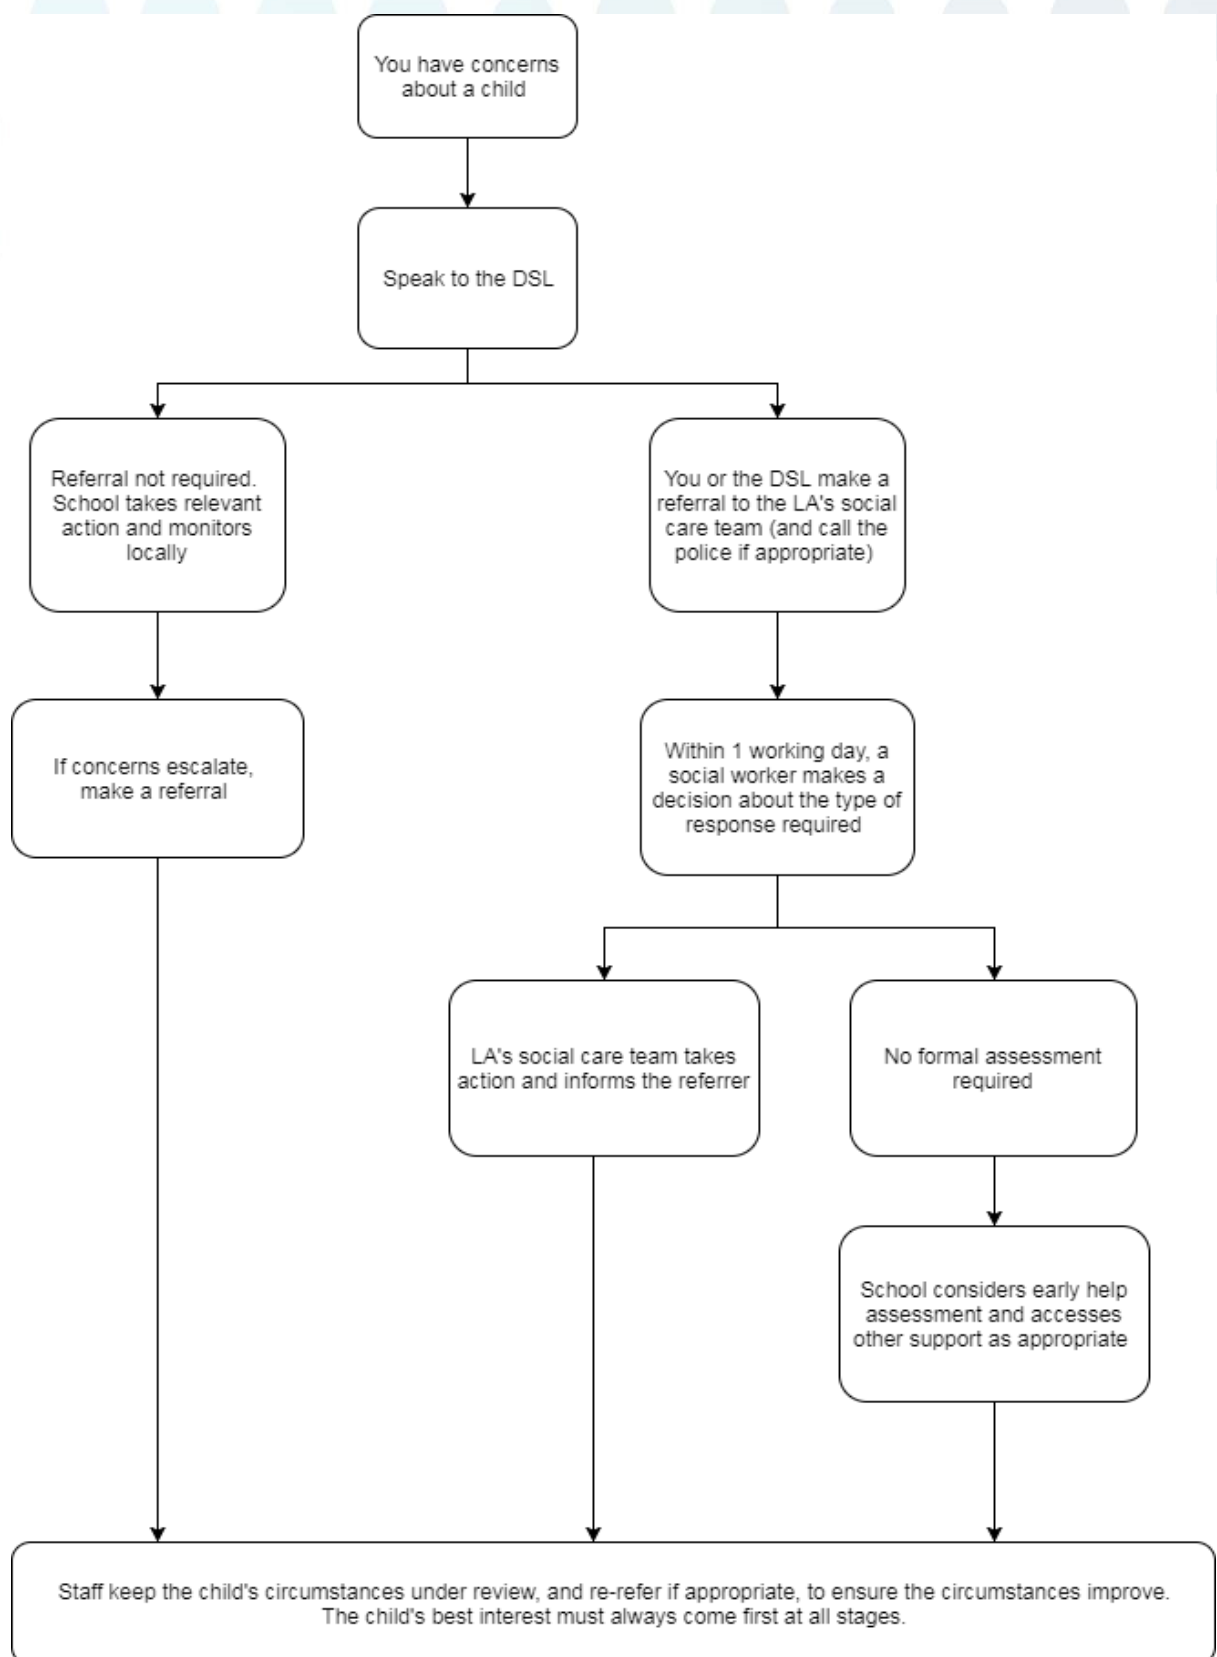 You have concerns
about a child
Speak to the DSL
Referral not required.
School takes relevant
action and monitors
locally
You or the DSL make a
referral to the LA's social
care team (and call the
police if appropriate)
If concerns escalate,
make a referral
Within 1 working day, a
social worker makes a
decision about the type of
response required
LA's social care team takes
action and informs the referrer
No formal assessment
required
School considers early help
assessment and accesses
other support as appropriate
Staff keep the child's circumstances under review, and re-refer if appropriate, to ensure the circumstances improve.
The child's best interest must always come first at all stages.